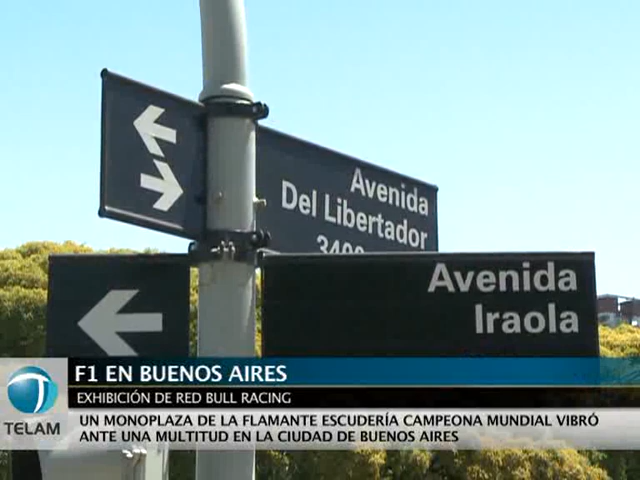 Avenida
Del Libertador
3400
Avenida
Iraola
F1 EN BUENOS AIRES
EXHIBICIÓN DE RED BULL RACING
TELAM
UN MONOPLAZA DE LA FLAMANTE ESCUDERÍA CAMPEONA MUNDIAL VIBRÓ
ANTE UNA MULTITUD EN LA CIUDAD DE BUENOS AIRES